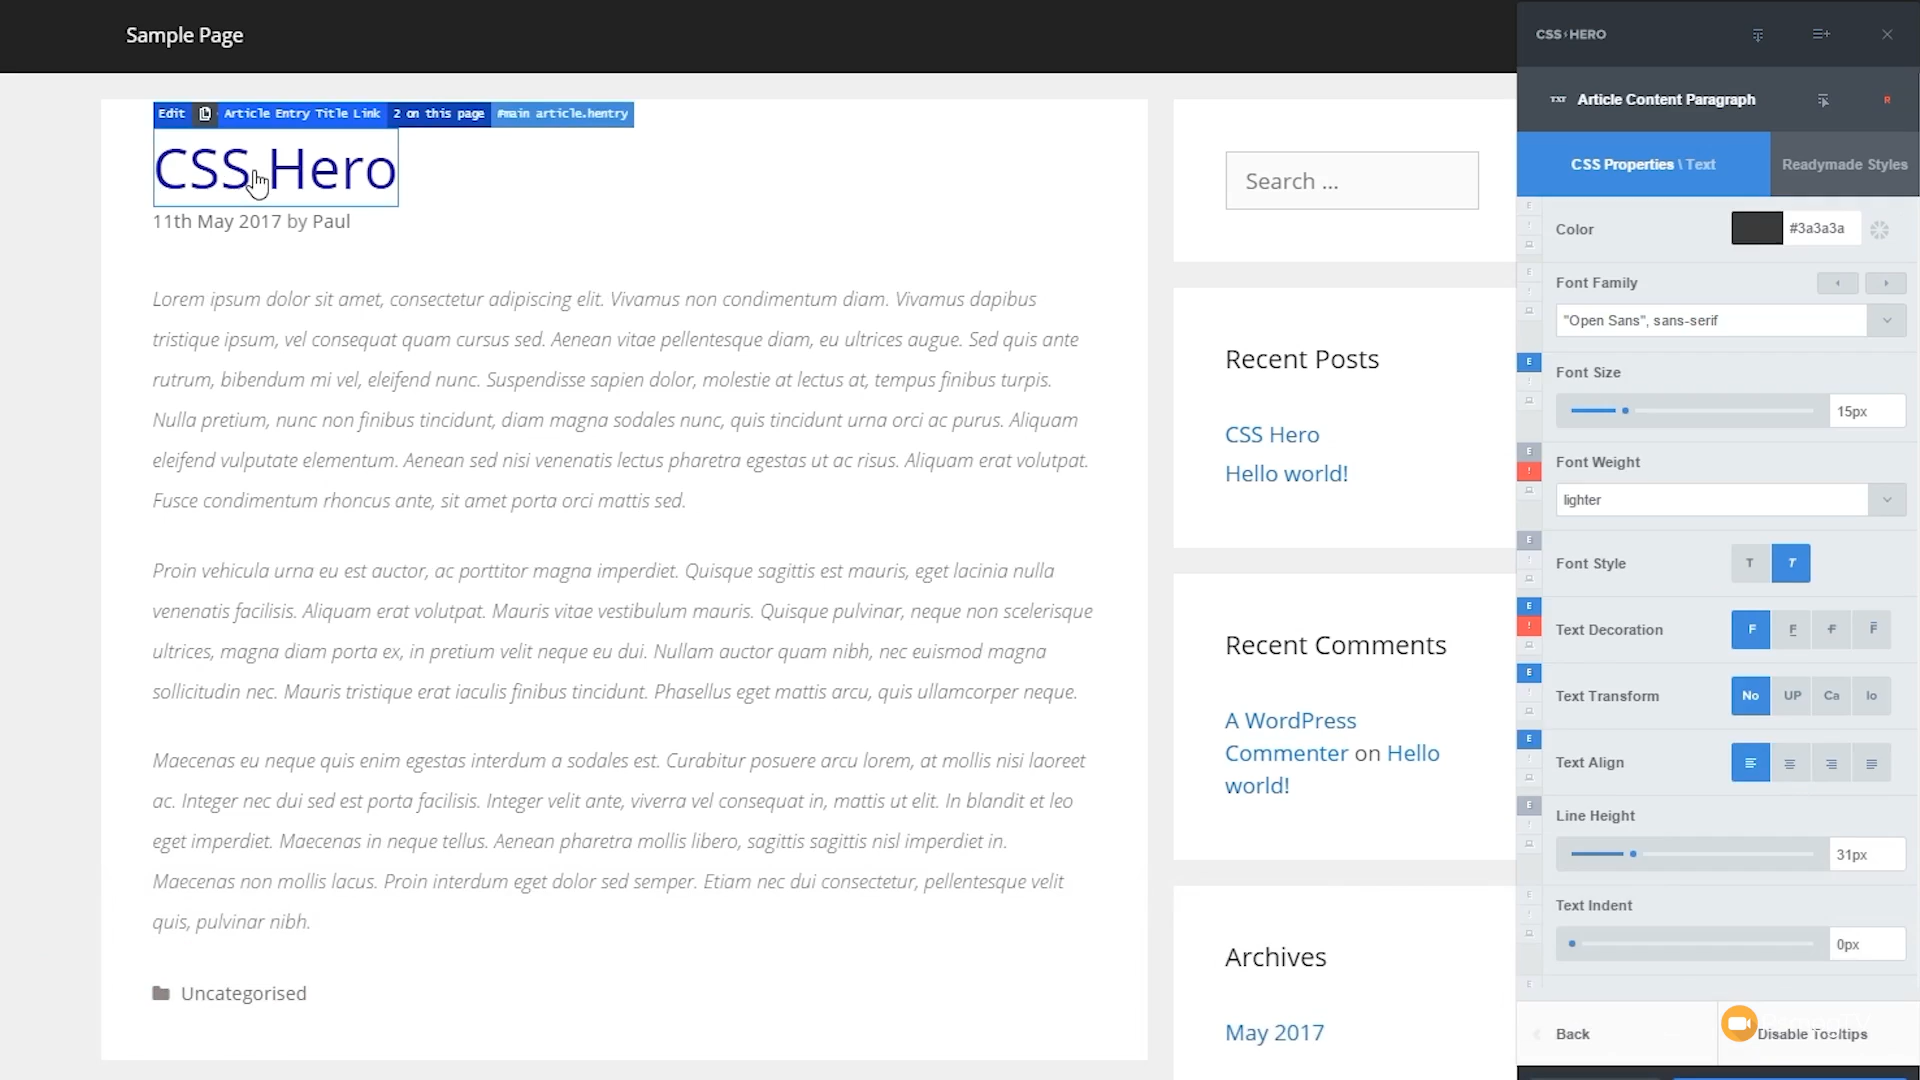 Sample Page
Edit Article Entry Title Link 2 on this page #main article.hentry
CSS Hero
11th May 2017 by Paul
Lorem ipsum dolor sit amet, consectetur adipiscing elit. Vivamus non condimentum diam. Vivamus dapibus
tristique ipsum, vel consequat quam cursus sed. Aenean vitae pellentesque diam, eu ultrices augue. Sed quis ante
rutrum, bibendum mi vel, eleifend nunc. Suspendisse sapien dolor, molestie at lectus at, tempus finibus turpis.
Nulla pretium, nunc non finibus tincidunt, diam magna sodales nunc, quis tincidunt urna orci ac purus. Aliquam
eleifend vulputate elementum. Aenean sed nisi venenatis lectus pharetra egestas ut ac risus. Aliquam erat volutpat.
Fusce condimentum rhoncus ante, sit amet porta orci mattis sed.
Proin vehicula urna eu est auctor, ac porttitor magna imperdiet. Quisque sagittis est mauris, eget lacinia nulla
venenatis facilisis. Aliquam erat volutpat. Mauris vitae vestibulum mauris. Quisque pulvinar, neque non scelerisque
ultrices, magna diam porta ex, in pretium velit neque eu dui. Nullam auctor quam nibh, nec euismod magna
sollicitudin nec. Mauris tristique erat iaculis finibus tincidunt. Phasellus eget mattis arcu, quis ullamcorper neque.
Maecenas eu neque quis enim egestas interdum a sodales est. Curabitur posuere arcu lorem, at mollis nisi laoreet
ac. Integer nec dui sed est porta facilisis. Integer velit ante, viverra vel consequat in, mattis ut elit. In blandit et leo
eget imperdiet. Maecenas in neque tellus. Aenean pharetra mollis libero, sagittis sagittis nisl imperdiet in.
Maecenas non mollis lacus. Proin interdum eget dolor sed semper. Etiam nec dui consectetur, pellentesque velit
quis, pulvinar nibh.
Uncategorised
Search ...
Recent Posts
CSS Hero
Hello world!
Recent Comments
A WordPress
Commenter on Hello
world!
Archives
May 2017
CSS HERO
TXT Article Content Paragraph R
CSS Properties \ Text Readymade Styles
Color #3a3a3a
Font Family
"Open Sans", sans-serif
Font Size
15px
Font Weight
lighter
Font Style T T
Text Decoration F F F F
Text Transform No UP Ca lo
Text Align
Line Height
31px
Text Indent
0px
Back Disable Tooltips